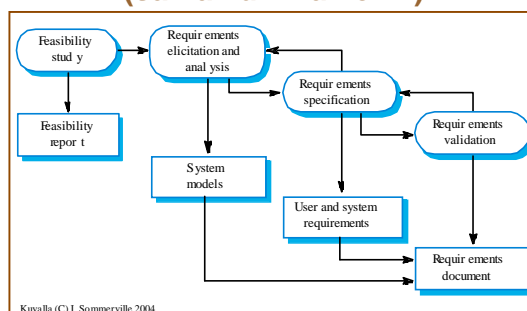 Feasibility
stud y
Requir ements
elicitation and
anal ysis
Requir ements
specification
Requir ements
validation
Feasibility
repor t
System
models
User and system
requirements
Requir ements
document
Kuvalla (C) I. Sommerville 2004